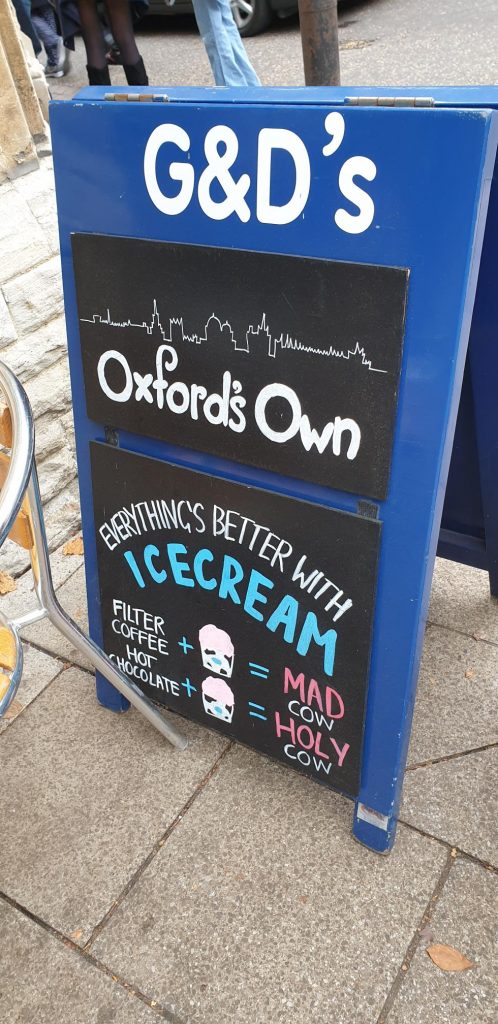 G&D's
Oxford's Own
EVERYTHING'S BETTER WITH
ICECREAM
FILTER
COFFEE + = MAD
COW
HOT
CHOCOLATE + = HOLY
COW